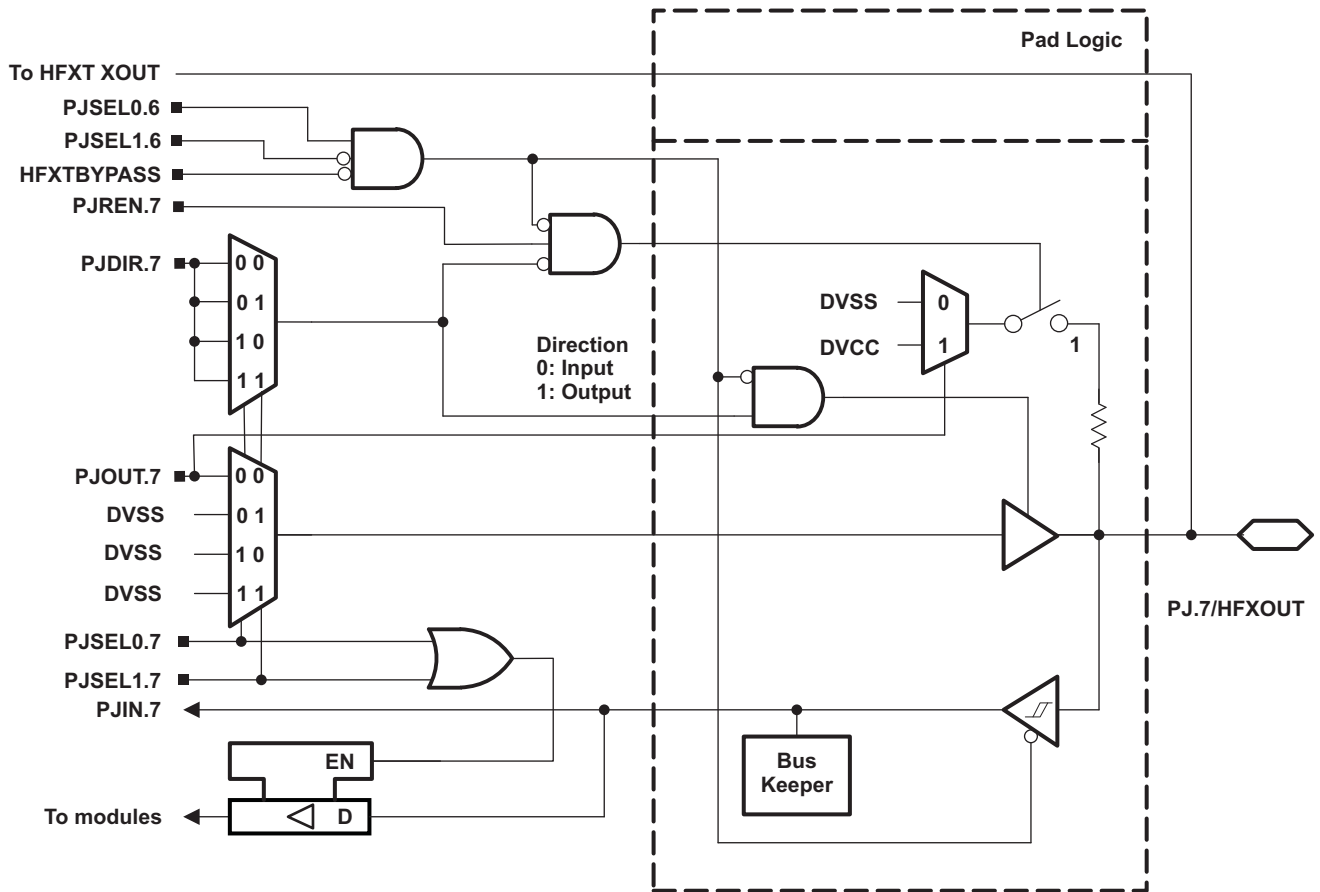 Pad Logic
To HFXT XOUT
PJSEL0.6
PJSEL1.6
HFXTBYPASS
PJREN.7
PJDIR.7
0 0
0 1
1 0
1 1
Direction
0: Input
1: Output
DVSS
0
DVCC
1
1
PJOUT.7
0 0
DVSS
0 1
DVSS
1 0
DVSS
1 1
PJ.7/HFXOUT
PJSEL0.7
PJSEL1.7
PJIN.7
Bus
Keeper
EN
To modules
D